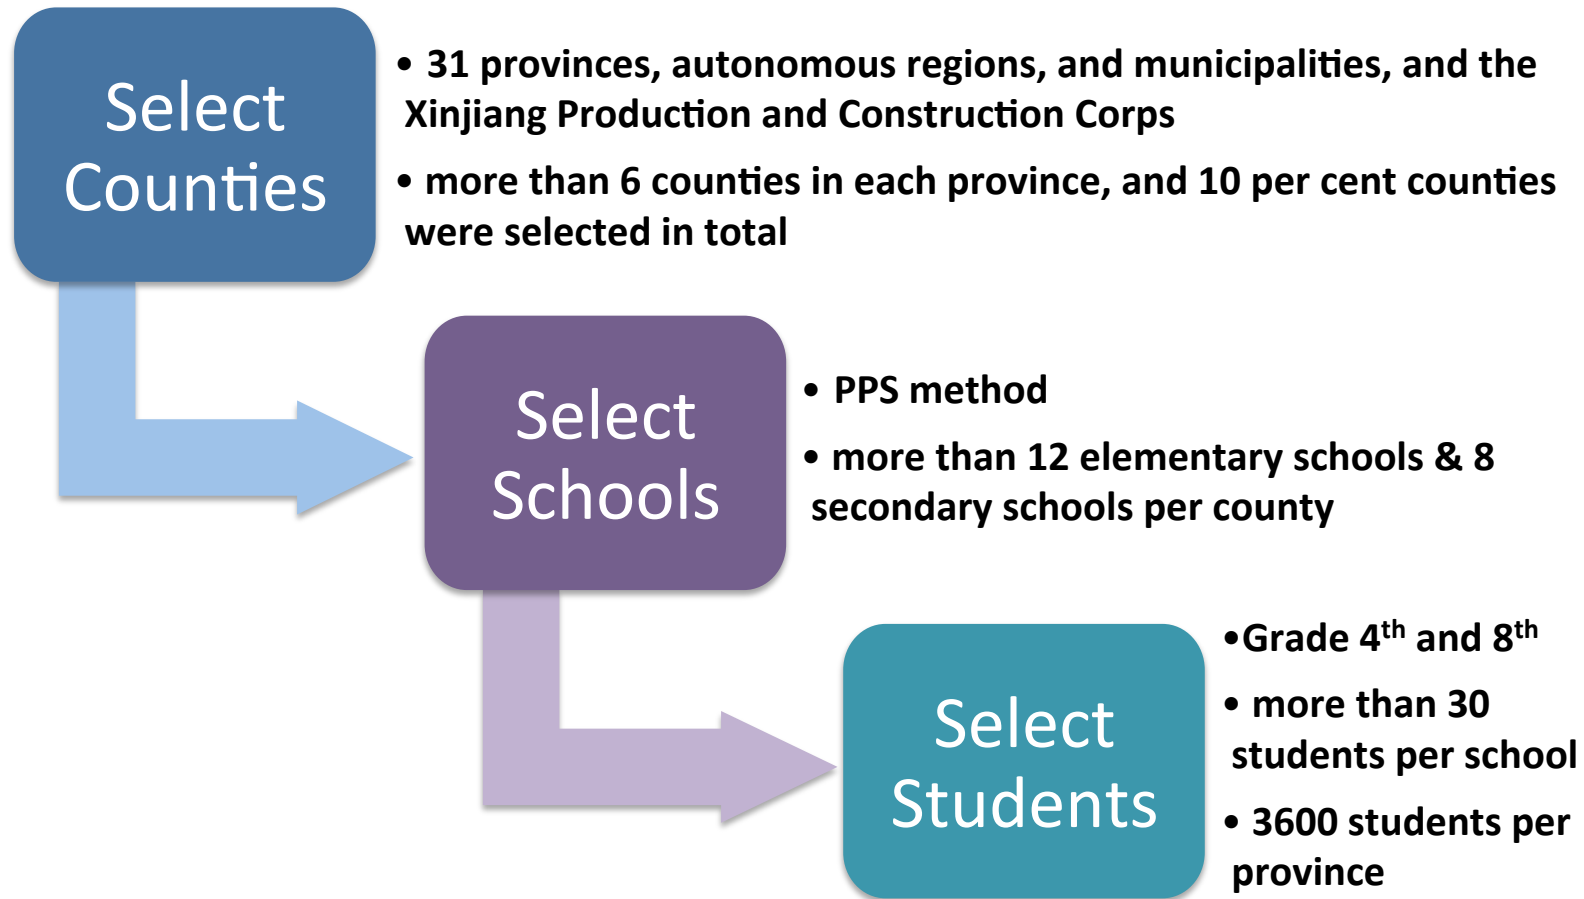 Select
Counties
• 31 provinces, autonomous regions, and municipalities, and the
Xinjiang Production and Construction Corps
• more than 6 counties in each province, and 10 per cent counties
were selected in total
Select
Schools
• PPS method
• more than 12 elementary schools & 8
secondary schools per county
Select
Students
•Grade 4th and 8th
• more than 30
students per school
• 3600 students per
province